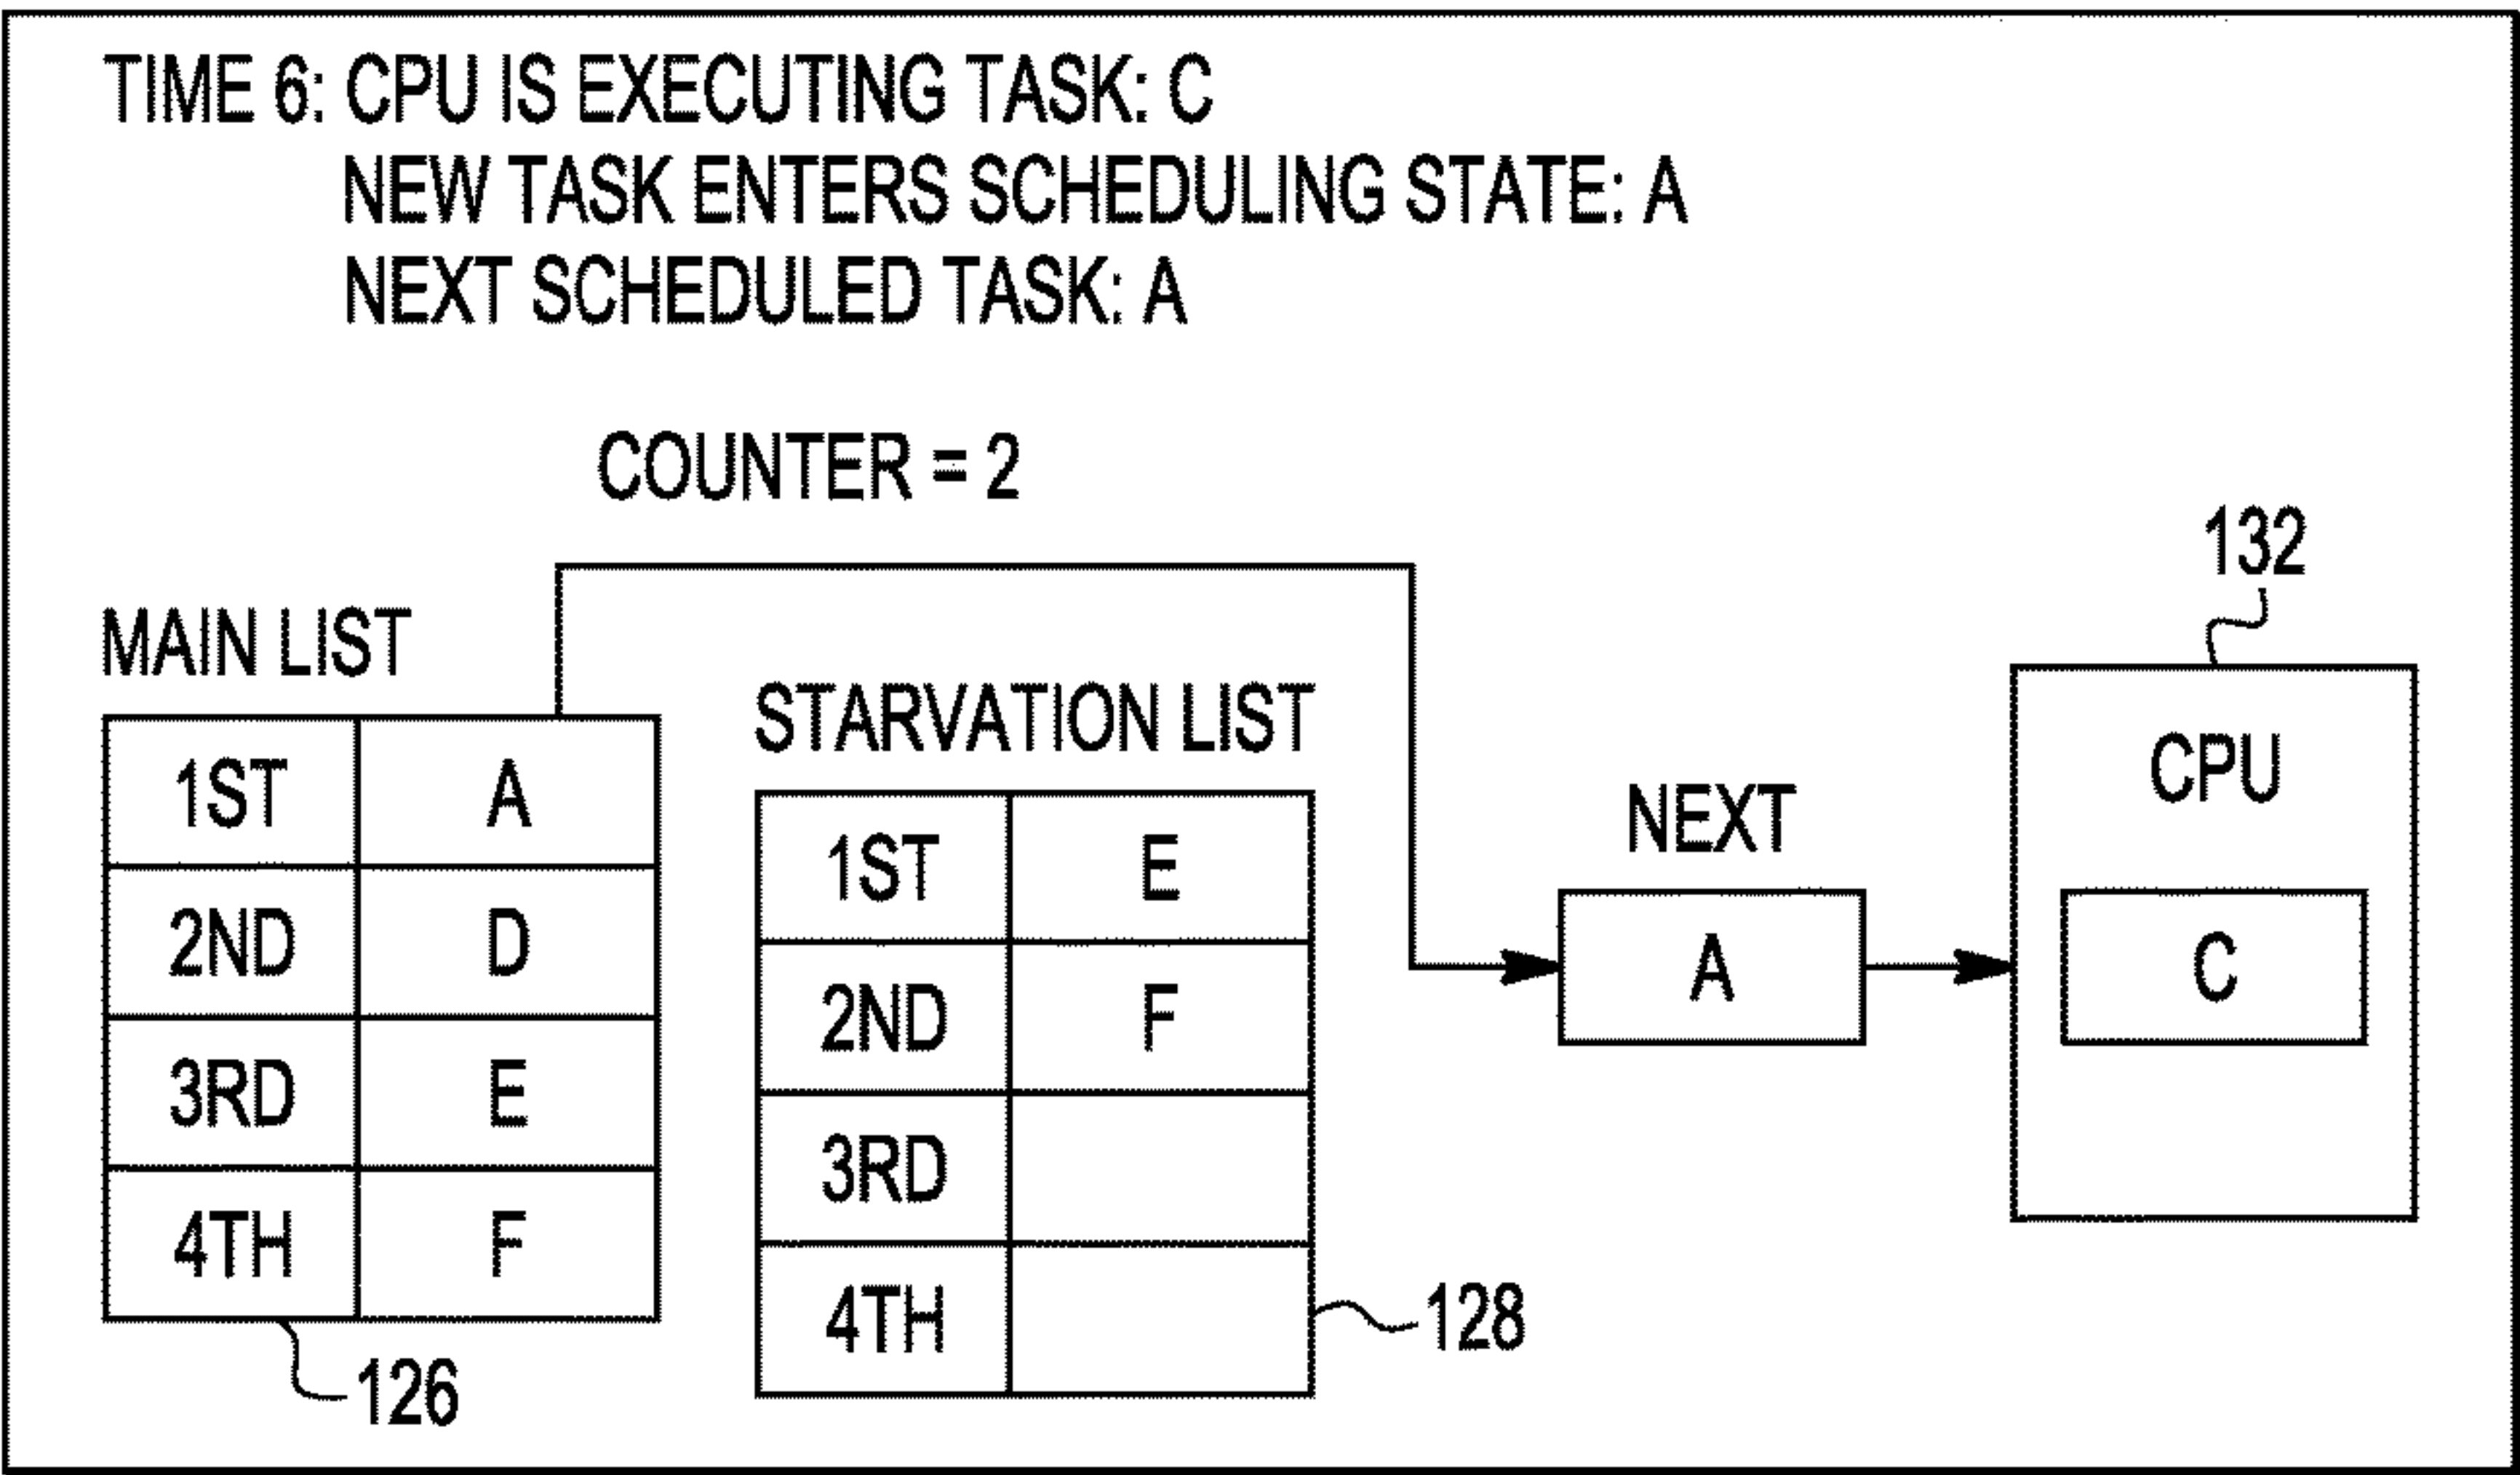 TIME 6: CPU IS EXECUTING TASK: C
NEW TASK ENTERS SCHEDULING STATE: A
NEXT SCHEDULED TASK: A
COUNTER = 2
MAIN LIST
1ST A
2ND D
3RD E
4TH F
126
STARVATION LIST
1ST E
2ND F
3RD
4TH
128
NEXT
A
132
CPU
C